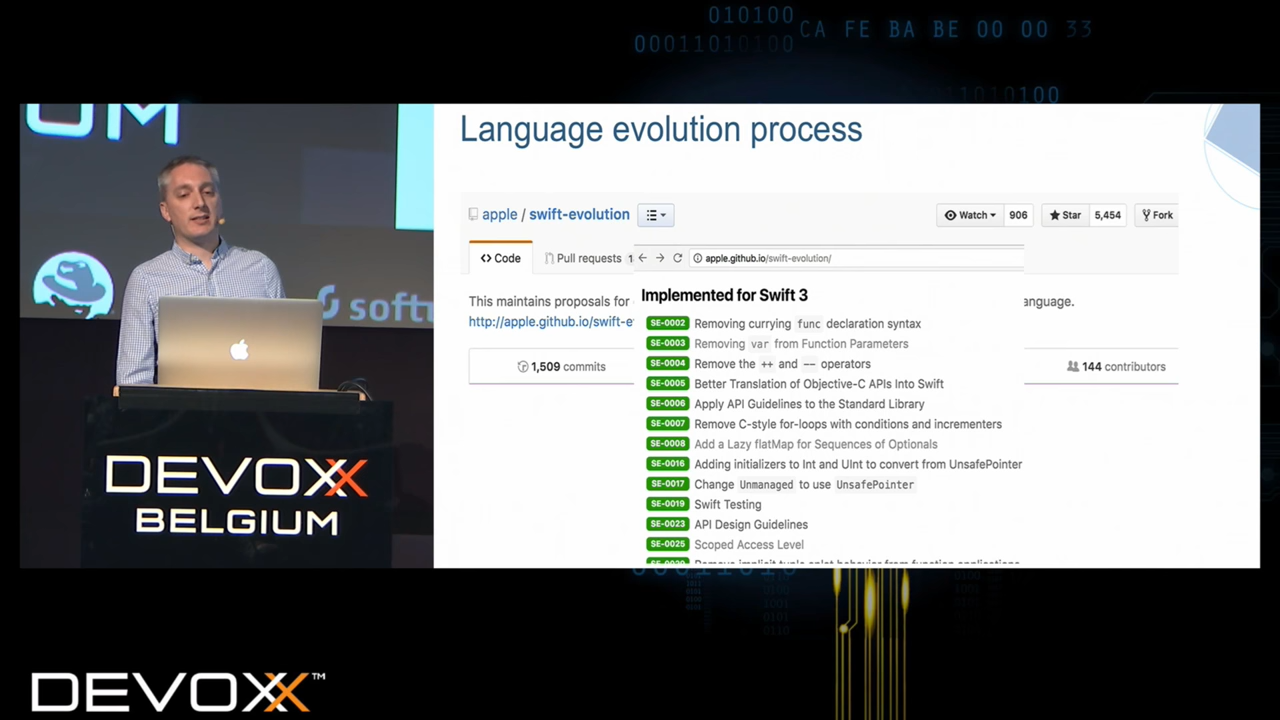 010100
00011010100
CA FE BA BE 00 00 33
1010100
UM
Language evolution process
apple / swift-evolution
Watch 906
Star 5,454
Fork
Code
Pull requests
apple.github.io/swift-evolution/
This maintains proposals for
anguage.
http://apple.github.io/swift-e
Implemented for Swift 3
SE-0002 Removing currying func declaration syntax
SE-0003 Removing var from Function Parameters
SE-0004 Remove the ++ and -- operators
1,509 commits
144 contributors
SE-0005 Better Translation of Objective-C APIs Into Swift
SE-0006 Apply API Guidelines to the Standard Library
SE-0007 Remove C-style for-loops with conditions and incrementers
SE-0008 Add a Lazy flatMap for Sequences of Optionals
SE-0016 Adding initializers to Int and UInt to convert from UnsafePointer
SE-0017 Change Unmanaged to use UnsafePointer
SE-0019 Swift Testing
SE-0023 API Design Guidelines
SE-0025 Scoped Access Level
soft
DEVOXX
BELGIUM
DEVOXX™